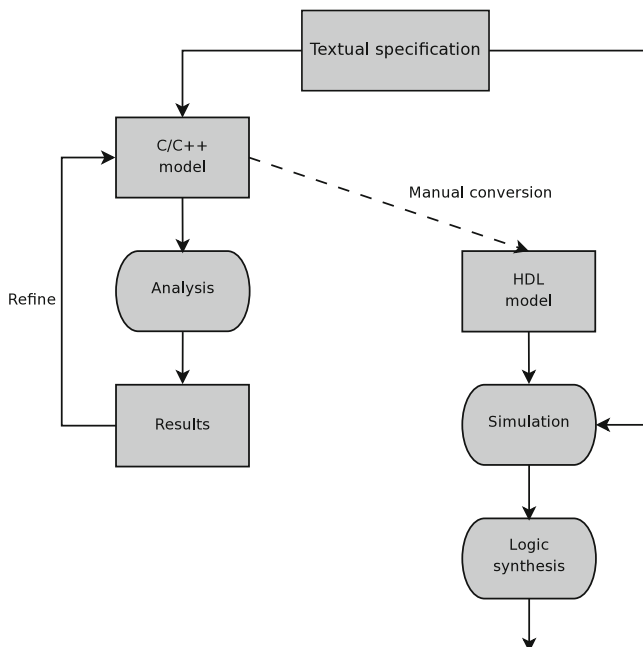 Textual specification
C/C++
model
Manual conversion
HDL
model
Refine
Analysis
Results
Simulation
Logic
synthesis